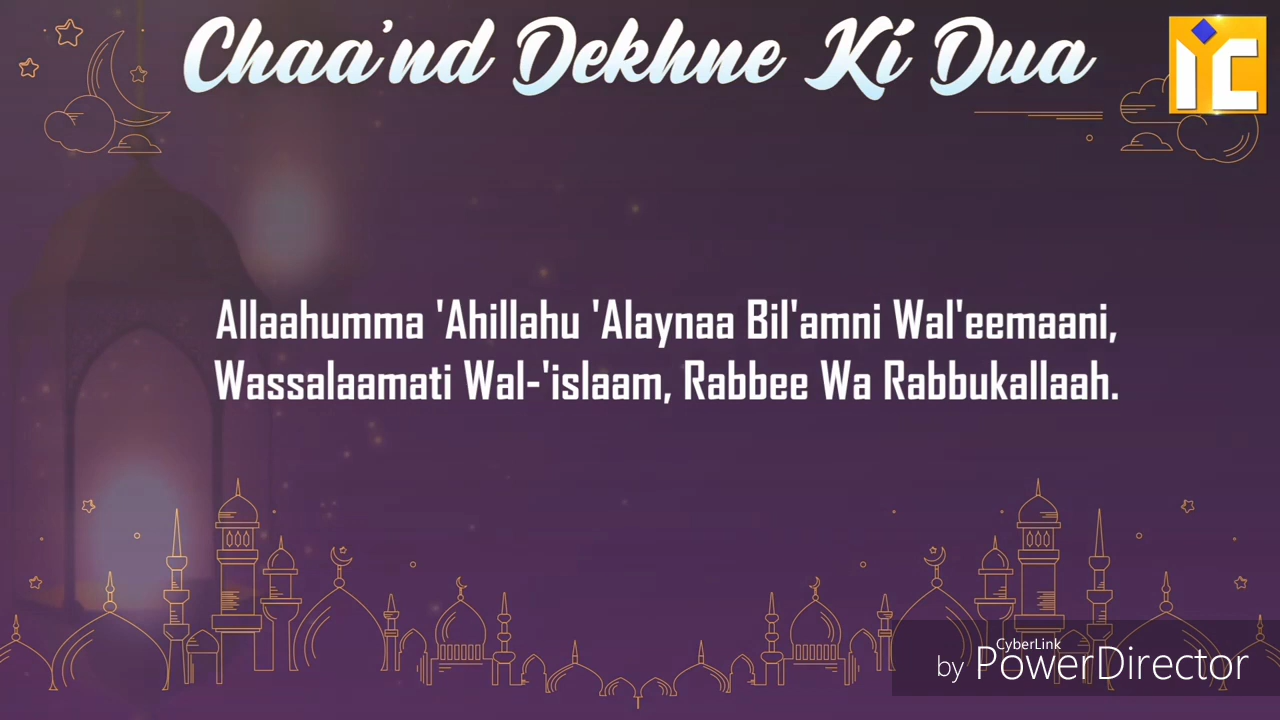 Chaa'nd Dekhne Ki Dua
YC
Allaahumma 'Ahillahu 'Alaynaa Bil'amni Wal'eemaani,
Wassalaamati Wal-'islaam, Rabbee Wa Rabbukallaah.
CyberLink
by PowerDirector